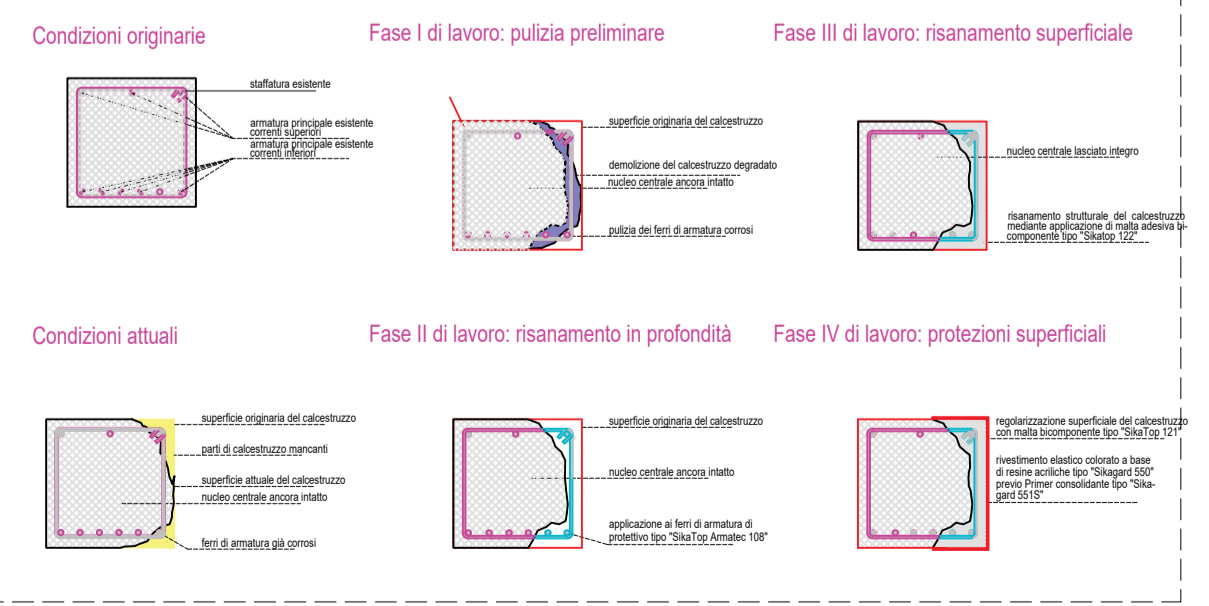 Condizioni originarie
staffatura esistente
armatura principale esistente
correnti superiori
armatura principale esistente
correnti inferiori
Fase I di lavoro: pulizia preliminare
superficie originaria del calcestruzzo
demolizione del calcestruzzo degradato
nucleo centrale ancora intatto
pulizia dei ferri di armatura corrosi
Fase III di lavoro: risanamento superficiale
nucleo centrale lasciato integro
risanamento strutturale del calcestruzzo
mediante applicazione di malta adesiva bi-
componente tipo "Sikatop 122"
Condizioni attuali
superficie originaria del calcestruzzo
parti di calcestruzzo mancanti
superficie attuale del calcestruzzo
nucleo centrale ancora intatto
ferri di armatura già corrosi
Fase II di lavoro: risanamento in profondità
superficie originaria del calcestruzzo
nucleo centrale ancora intatto
applicazione ai ferri di armatura di
protettivo tipo "SikaTop Armatec 108"
Fase IV di lavoro: protezioni superficiali
regolarizzazione superficiale del calcestruzzo
con malta bicomponente tipo "SikaTop 121"
rivestimento elastico colorato a base
di resine acriliche tipo "Sikagard 550"
previo Primer consolidante tipo "Sika-
gard 551S"